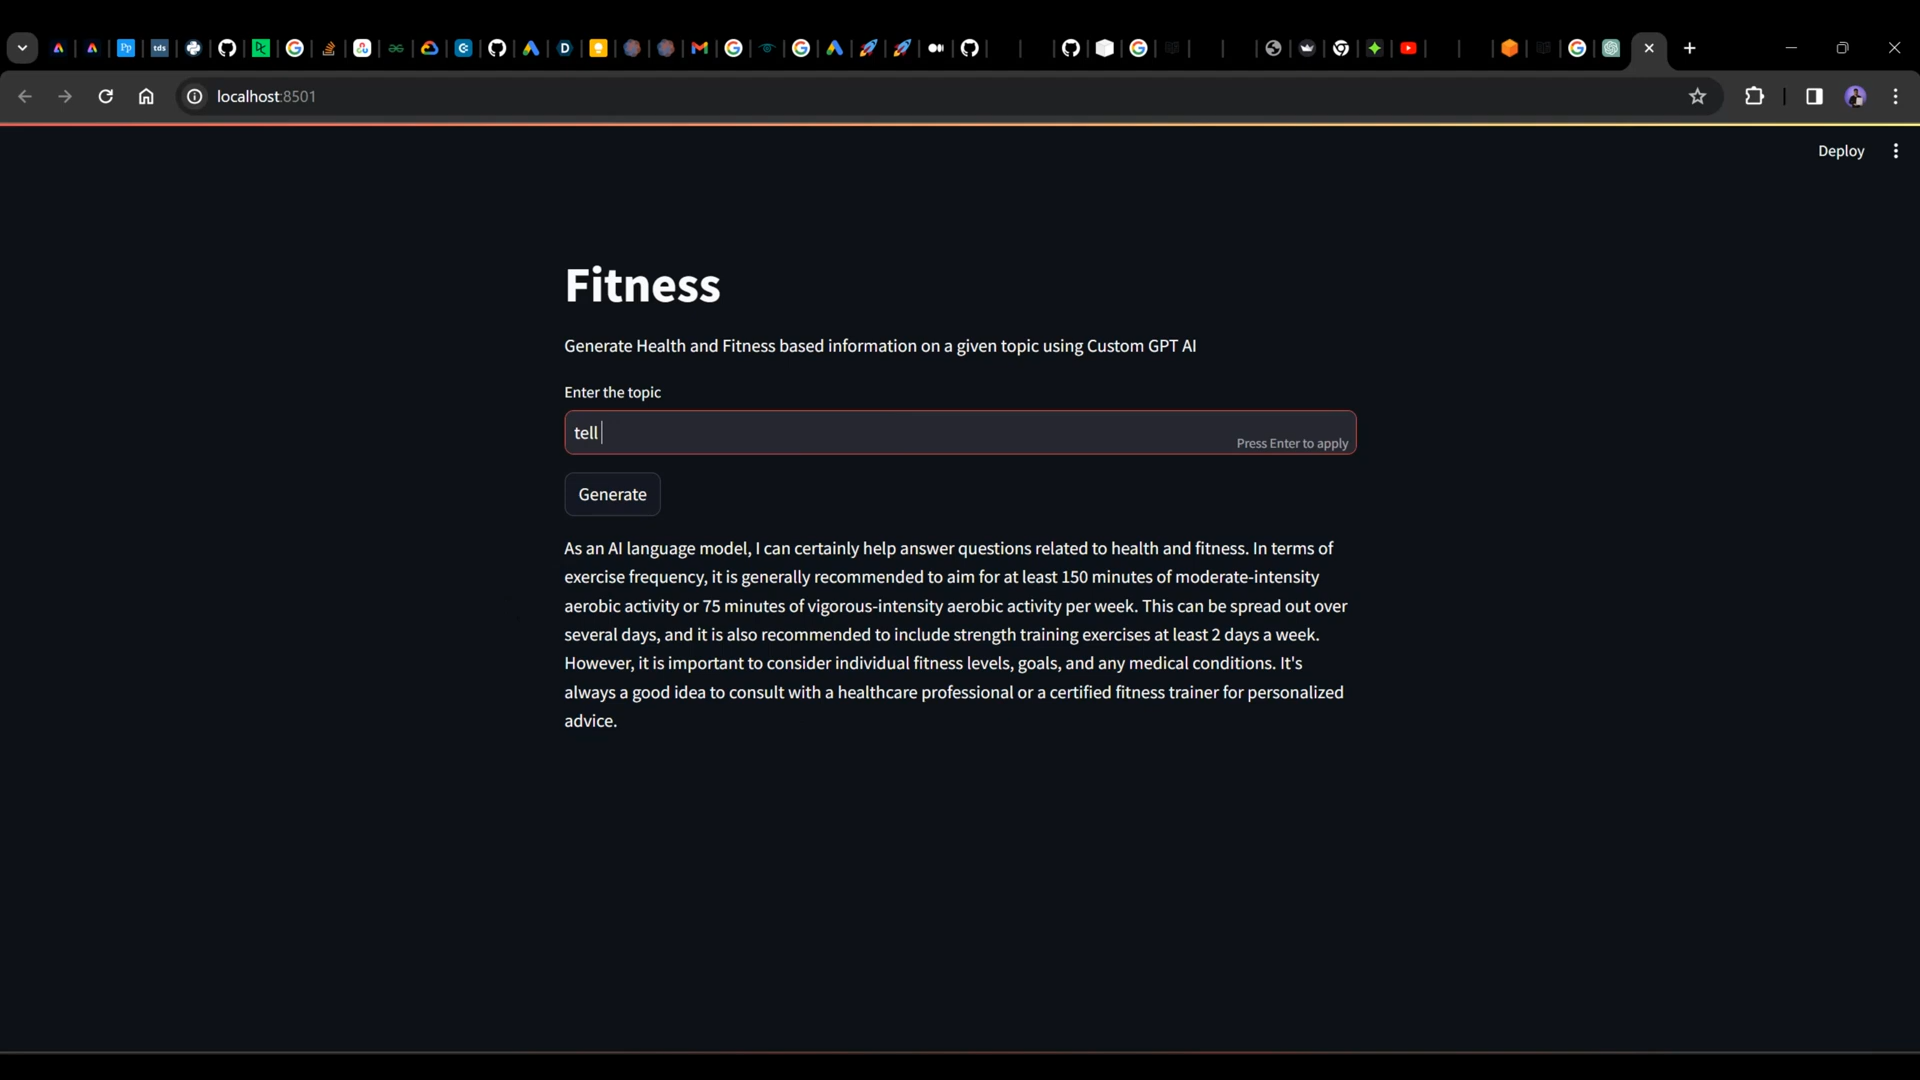 Pp
tds
localhost:8501
Deploy
Fitness
Generate Health and Fitness based information on a given topic using Custom GPT AI
Enter the topic
tell
Press Enter to apply
Generate
As an AI language model, I can certainly help answer questions related to health and fitness. In terms of
exercise frequency, it is generally recommended to aim for at least 150 minutes of moderate-intensity
aerobic activity or 75 minutes of vigorous-intensity aerobic activity per week. This can be spread out over
several days, and it is also recommended to include strength training exercises at least 2 days a week.
However, it is important to consider individual fitness levels, goals, and any medical conditions. It's
always a good idea to consult with a healthcare professional or a certified fitness trainer for personalized
advice.